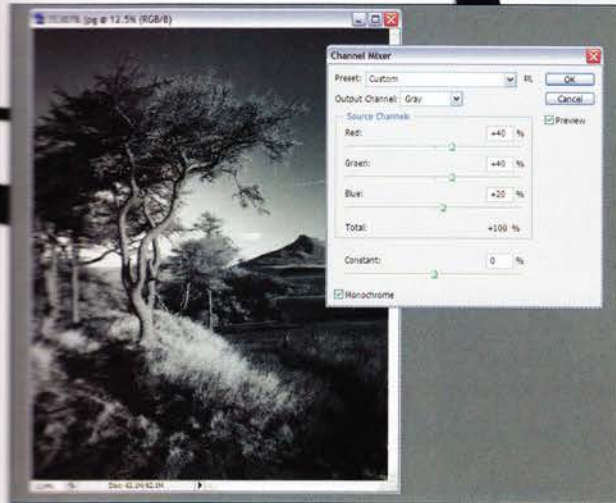 .jpg @ 12.5% (RGB/8)
Channel Mixer
Preset: Custom
OK
Output Channel: Gray
Cancel
Source Channels
Preview
Red: +40 %
Green: +40 %
Blue: +20 %
Total: +100 %
Constant: 0 %
Monochrome